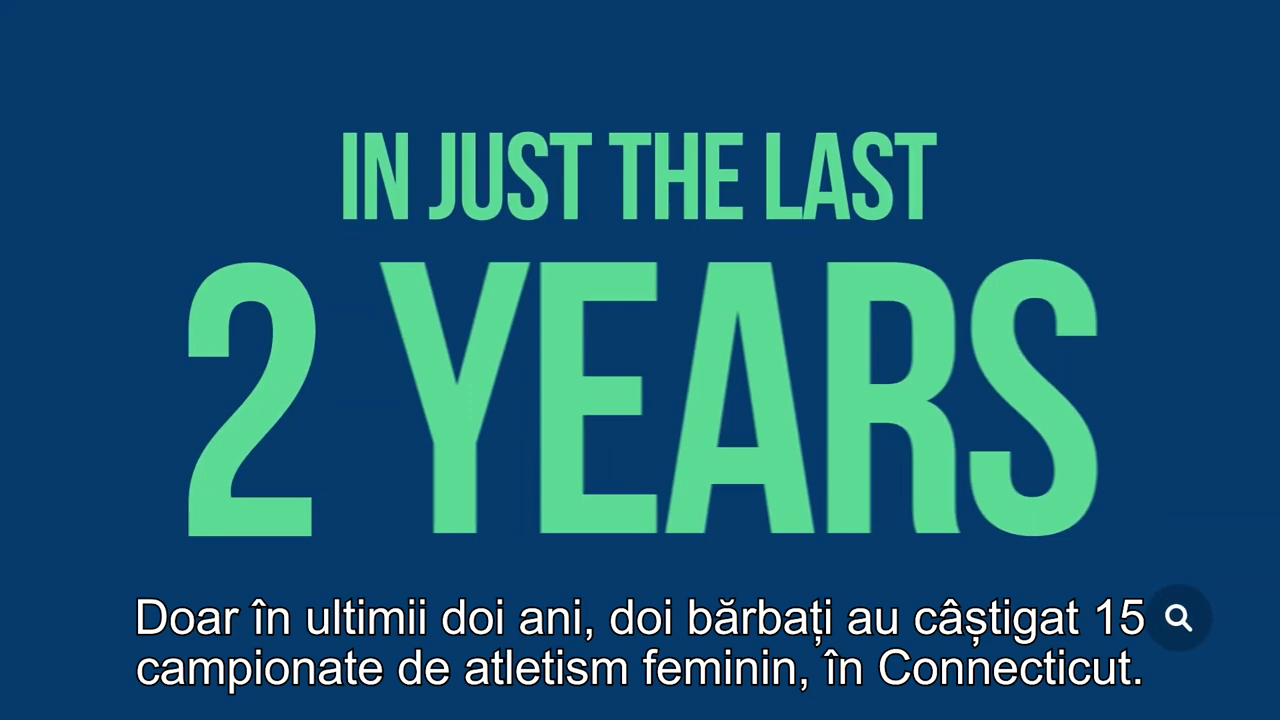 IN JUST THE LAST
2 YEARS
Doar în ultimii doi ani, doi bărbați au câștigat 15
campionate de atletism feminin, în Connecticut.